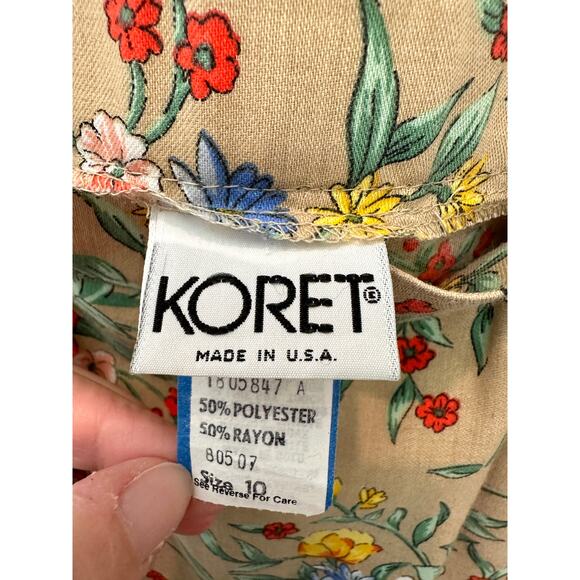 KORET®
MADE IN U.S.A.
1805847 A
50% POLYESTER
50% RAYON
80507
Size 10
See Reverse For Care